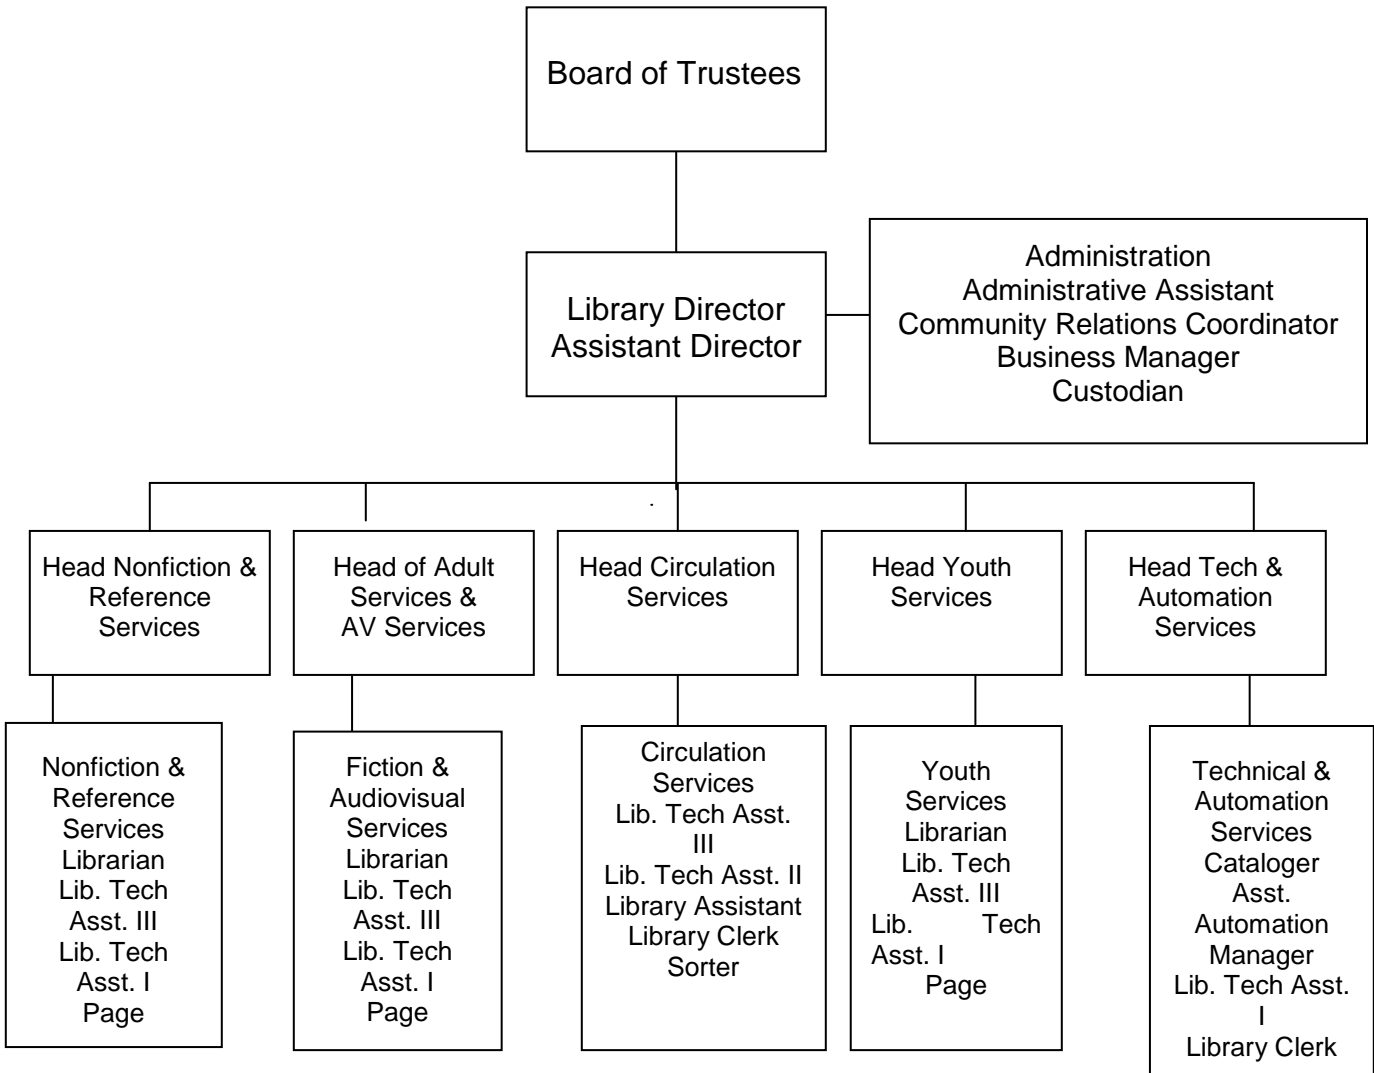 Board of Trustees
Library Director
Assistant Director
Administration
Administrative Assistant
Community Relations Coordinator
Business Manager
Custodian
.
Head Nonfiction &
Reference
Services
Head of Adult
Services &
AV Services
Head Circulation
Services
Head Youth
Services
Head Tech &
Automation
Services
Nonfiction &
Reference
Services
Librarian
Lib. Tech
Asst. III
Lib. Tech
Asst. I
Page
Fiction &
Audiovisual
Services
Librarian
Lib. Tech
Asst. III
Lib. Tech
Asst. I
Page
Circulation
Services
Lib. Tech Asst.
III
Lib. Tech Asst. II
Library Assistant
Library Clerk
Sorter
Youth
Services
Librarian
Lib. Tech
Asst. III
Lib. Tech
Asst. I
Page
Technical &
Automation
Services
Cataloger
Asst.
Automation
Manager
Lib. Tech Asst.
I
Library Clerk